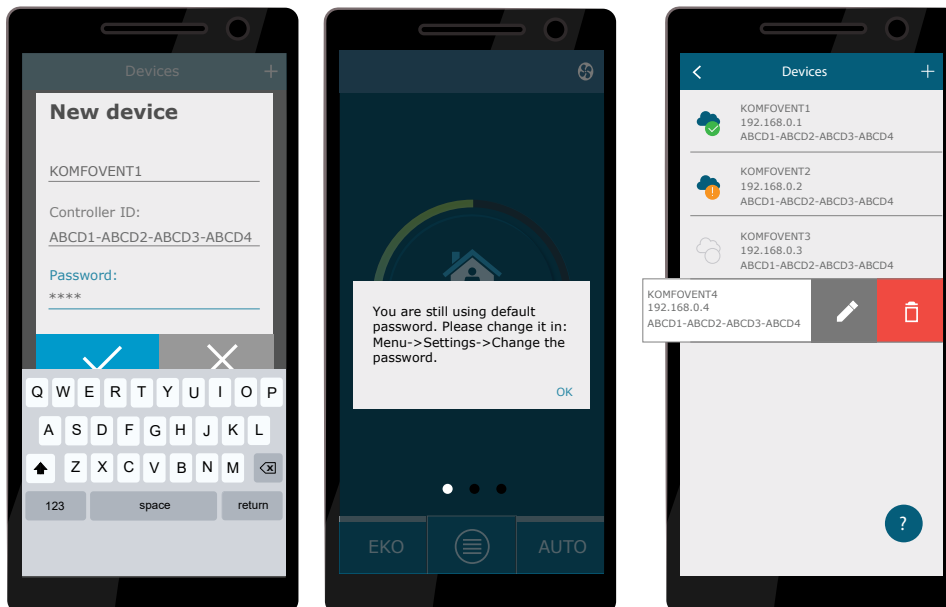 Devices +
New device
KOMFOVENT1
Controller ID:
ABCD1-ABCD2-ABCD3-ABCD4
Password:
****
Q W E R T Y U I O P
A S D F G H J K L
Z X C V B N M
123 space return
You are still using default
password. Please change it in:
Menu->Settings->Change the
password.
OK
EKO AUTO
Devices +
KOMFOVENT1
192.168.0.1
ABCD1-ABCD2-ABCD3-ABCD4
KOMFOVENT2
192.168.0.2
ABCD1-ABCD2-ABCD3-ABCD4
KOMFOVENT3
192.168.0.3
ABCD1-ABCD2-ABCD3-ABCD4
KOMFOVENT4
192.168.0.4
ABCD1-ABCD2-ABCD3-ABCD4
?